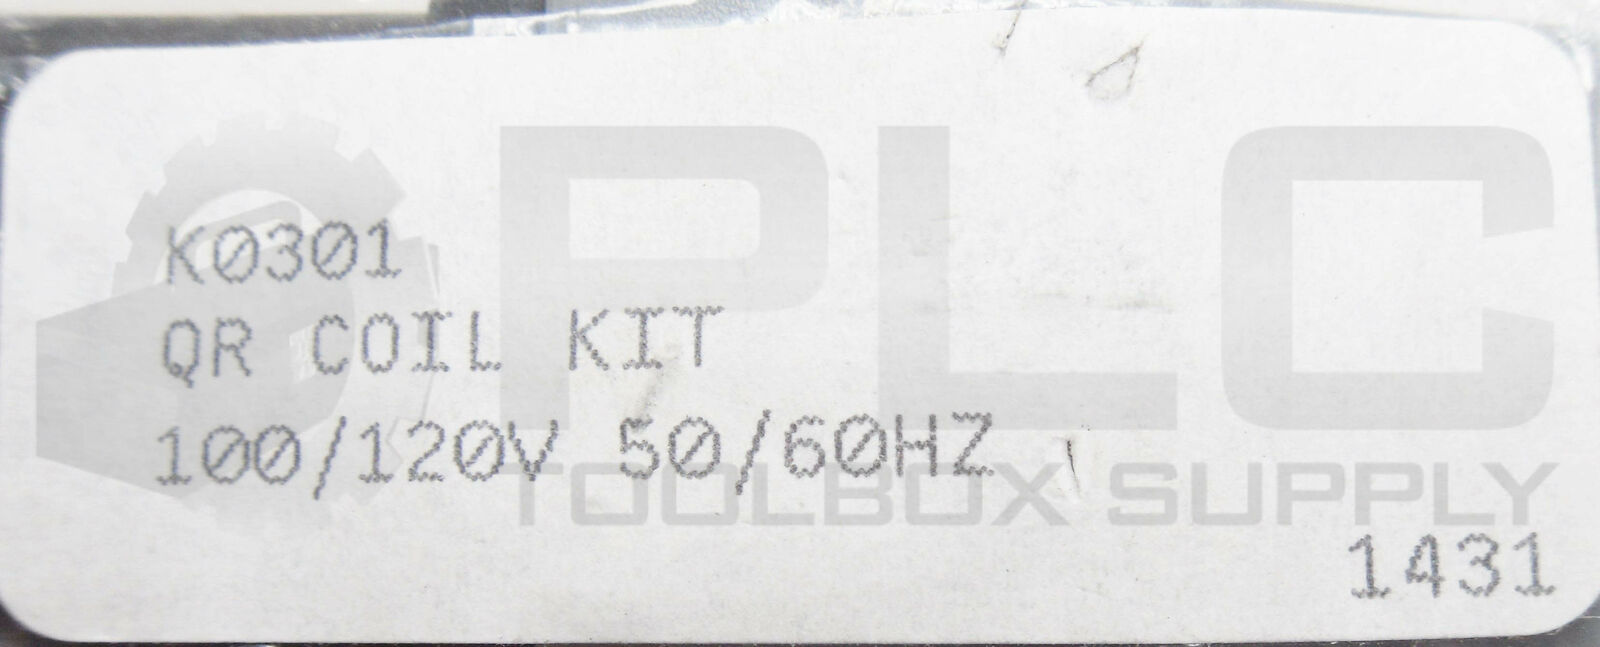 K0301
QR COIL KIT
100/120V 50/60HZ
1431
PLC
TOOLBOX SUPPLY